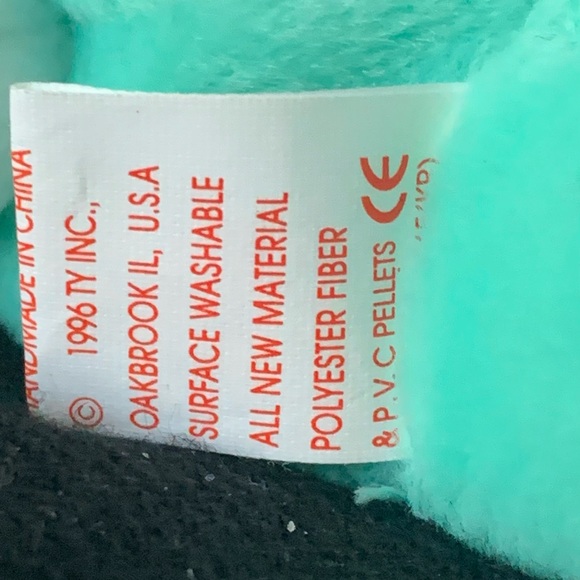 HANDMADE IN CHINA
© 1996 TY INC.,
OAKBROOK IL, U.S.A
SURFACE WASHABLE
ALL NEW MATERIAL
POLYESTER FIBER
& P.V.C PELLETS CE